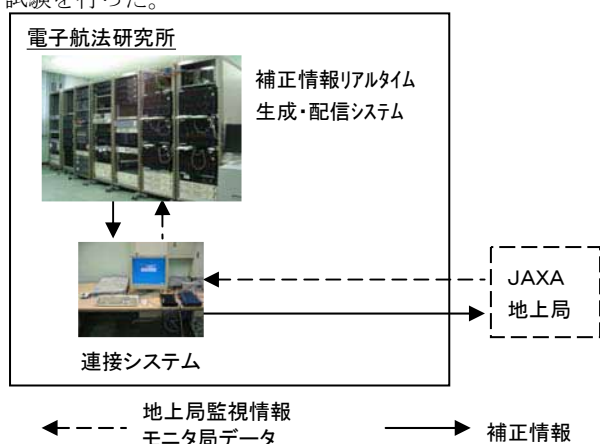 試験を行った。
電子航法研究所
補正情報リアルタイム
生成・配信システム
JAXA
地上局
連接システム
地上局監視情報
モニタ局データ
補正情報